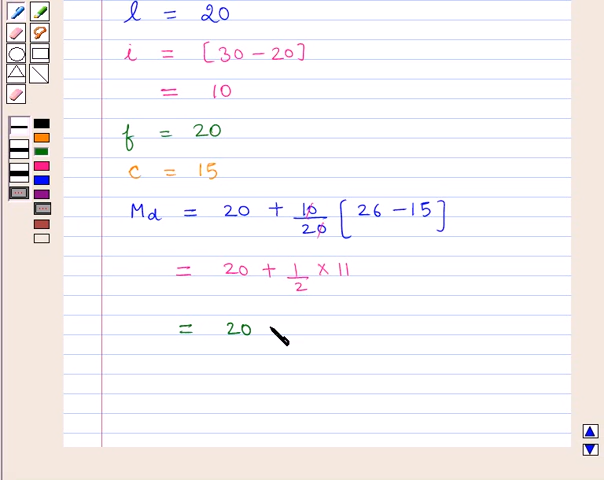 l = 20
i = [30 - 20]
= 10
f = 20
c = 15
Md = 20 + 10/20 [26 - 15]
= 20 + 1/2 × 11
= 20